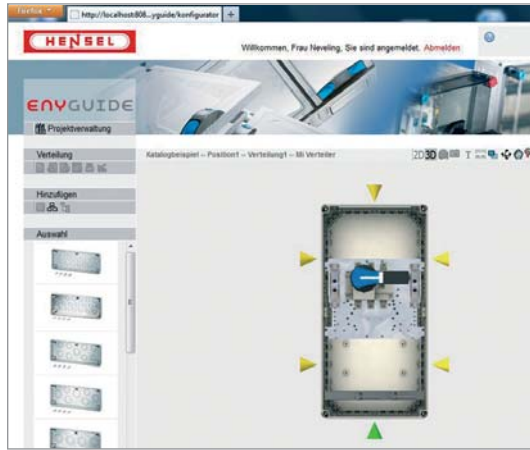 Firefox
http://localhost:808...yguide/konfigurator
HENSEL
Willkommen, Frau Neveling, Sie sind angemeldet. Abmelden
ENYGUIDE
Projektverwaltung
Verteilung
Katalogbeispiel – Position1 – Verteilung1 – Mi Verteiler
2D 3D
T
Hinzufügen
Auswahl